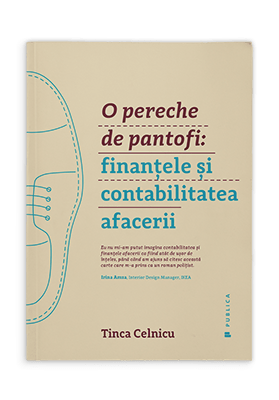 O pereche
de pantofi:
finanțele și
contabilitatea
afacerii
Eu nu mi-am putut imagina contabilitatea și
finanțele afacerii ca fiind atât de ușor de
înțeles, până când am ajuns să citesc această
carte care m-a prins ca un roman polițist.
Irina Amza, Interior Design Manager, IKEA
Tinca Celnicu
PUBLICA